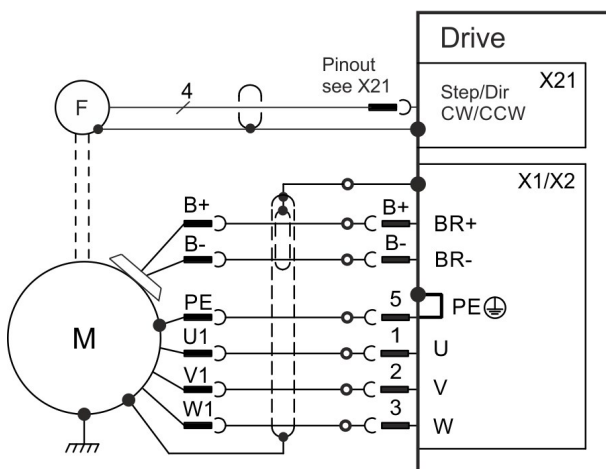 Drive
Pinout
see X21
X21
4
F
Step/Dir
CW/CCW
X1/X2
B+
B+
BR+
B-
B-
BR-
PE
5
PE
M
U1
1
U
V1
2
V
W1
3
W